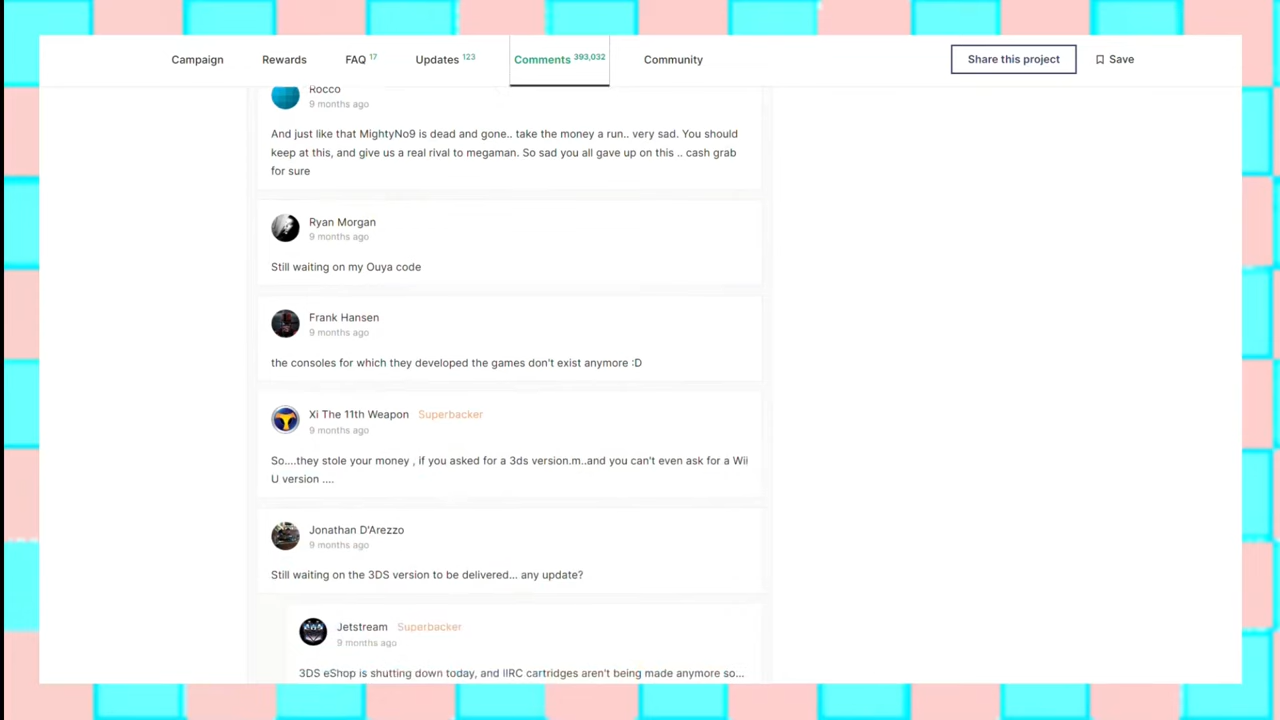 Campaign Rewards FAQ 17 Updates 123 Comments 393,032 Community Share this project Save
Rocco
9 months ago
And just like that MightyNo9 is dead and gone.. take the money a run.. very sad. You should
keep at this, and give us a real rival to megaman. So sad you all gave up on this .. cash grab
for sure
Ryan Morgan
9 months ago
Still waiting on my Ouya code
Frank Hansen
9 months ago
the consoles for which they developed the games don't exist anymore :D
Xi The 11th Weapon Superbacker
9 months ago
So....they stole your money , if you asked for a 3ds version.m..and you can't even ask for a Wii
U version ....
Jonathan D'Arezzo
9 months ago
Still waiting on the 3DS version to be delivered... any update?
Jetstream Superbacker
9 months ago
3DS eShop is shutting down today, and IIRC cartridges aren't being made anymore so...